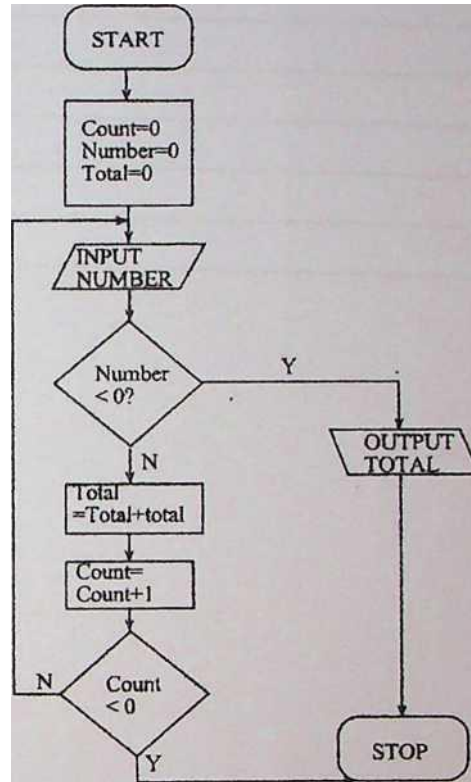 START
Count=0
Number=0
Total=0
INPUT
NUMBER
Number
< 0?
Y
N
OUTPUT
TOTAL
Total
=Total+total
Count=
Count+1
N
Count
< 0
Y
STOP